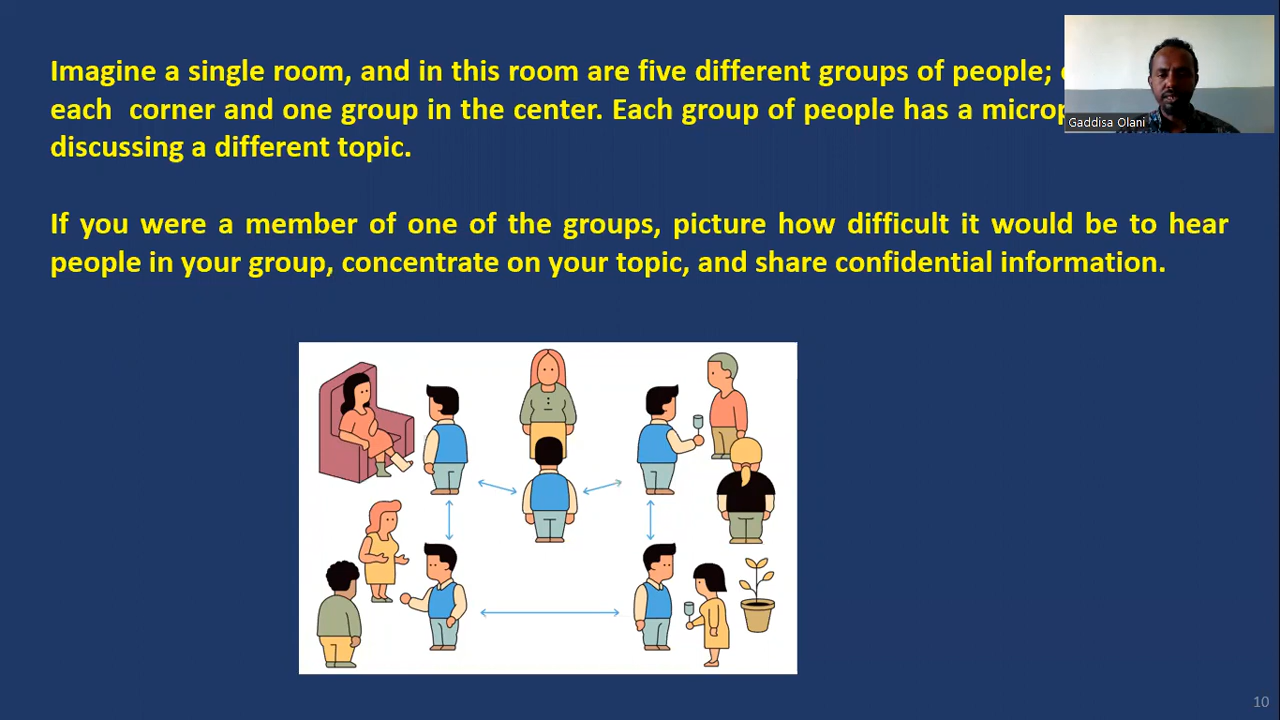 Imagine a single room, and in this room are five different groups of people;
each corner and one group in the center. Each group of people has a
discussing a different topic.
If you were a member of one of the groups, picture how difficult it would be to hear
people in your group, concentrate on your topic, and share confidential information.
Gaddisa Olani
10